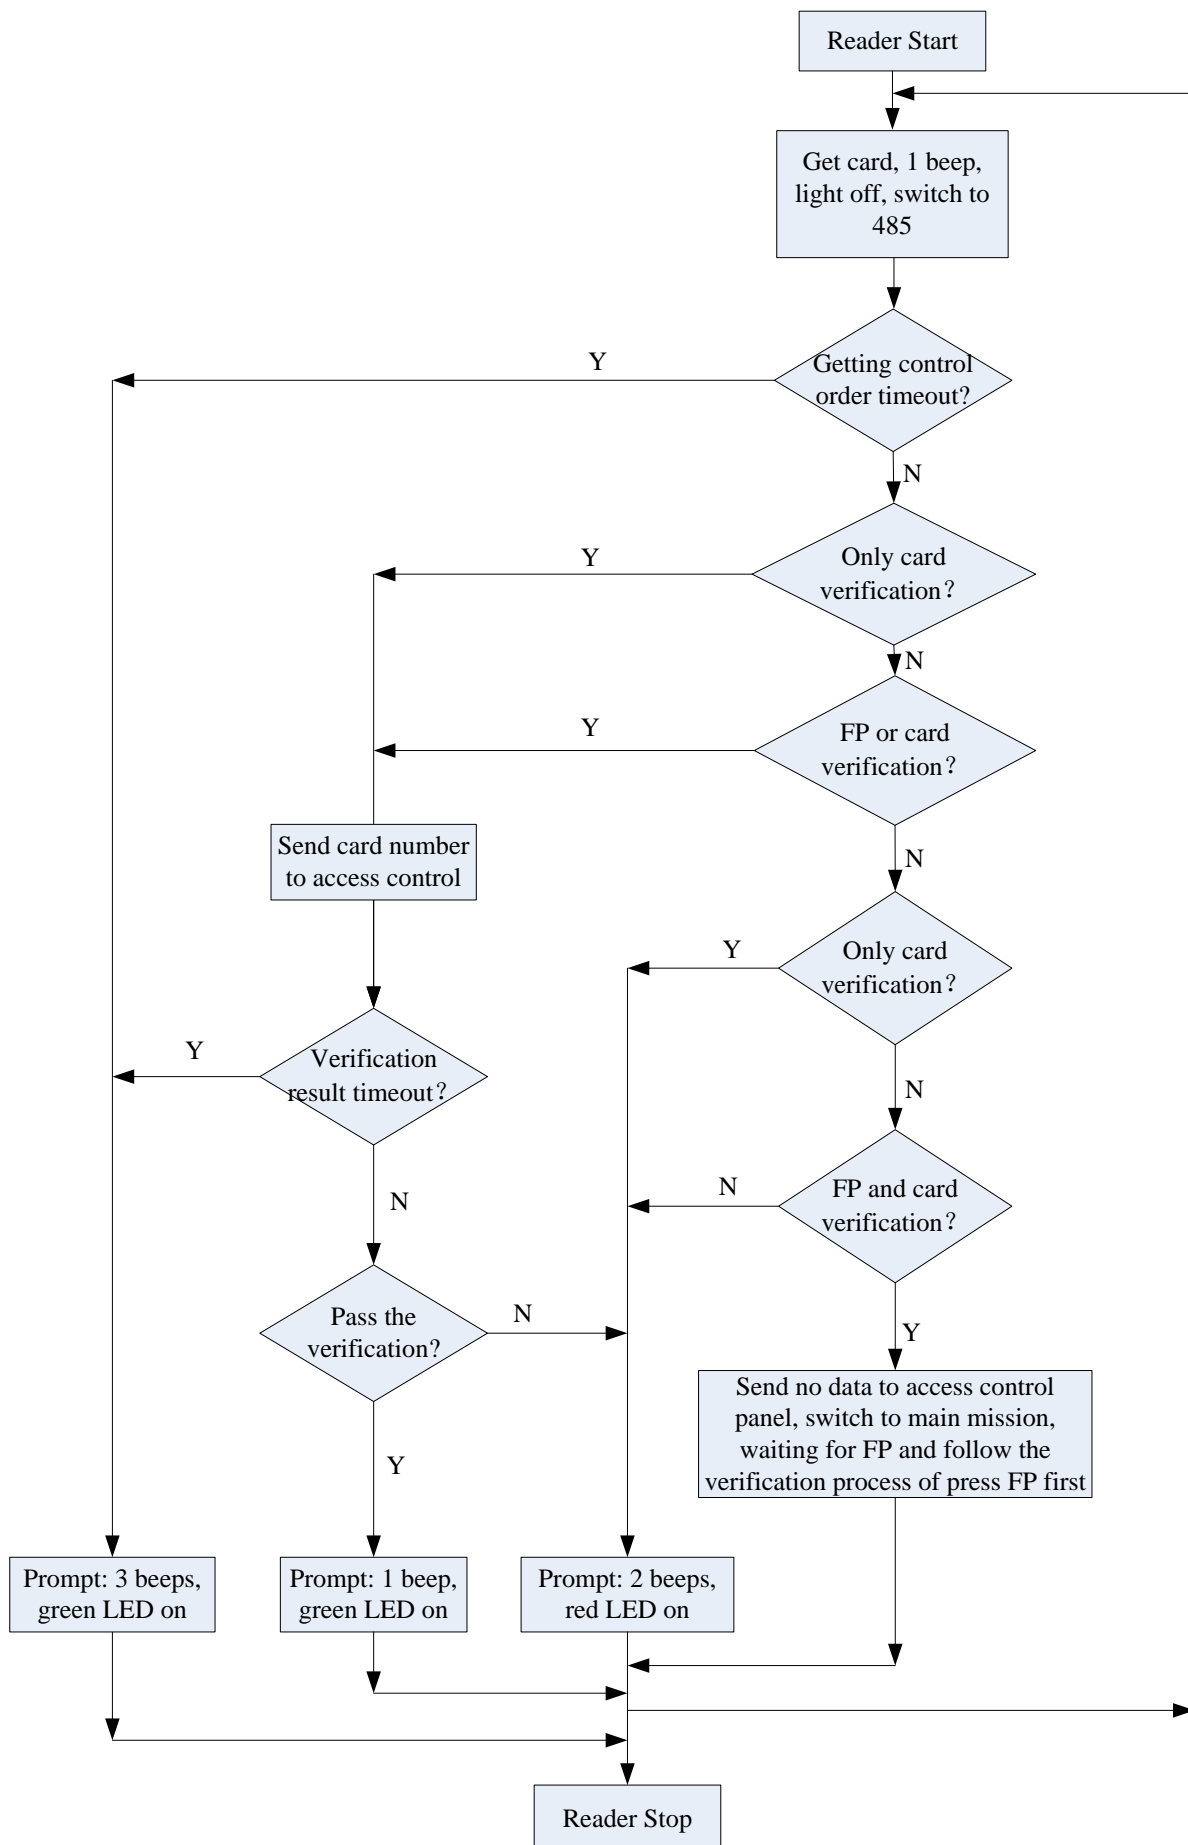 Reader Start
Get card, 1 beep,
light off, switch to
485
Getting control
order timeout?
Y
N
Only card
verification？
Y
N
FP or card
verification？
Y
N
Send card number
to access control
Only card
verification？
Y
N
Verification
result timeout？
Y
N
FP and card
verification？
N
Y
Pass the
verification?
N
Y
Send no data to access control
panel, switch to main mission,
waiting for FP and follow the
verification process of press FP first
Prompt: 3 beeps,
green LED on
Prompt: 1 beep,
green LED on
Prompt: 2 beeps,
red LED on
Reader Stop